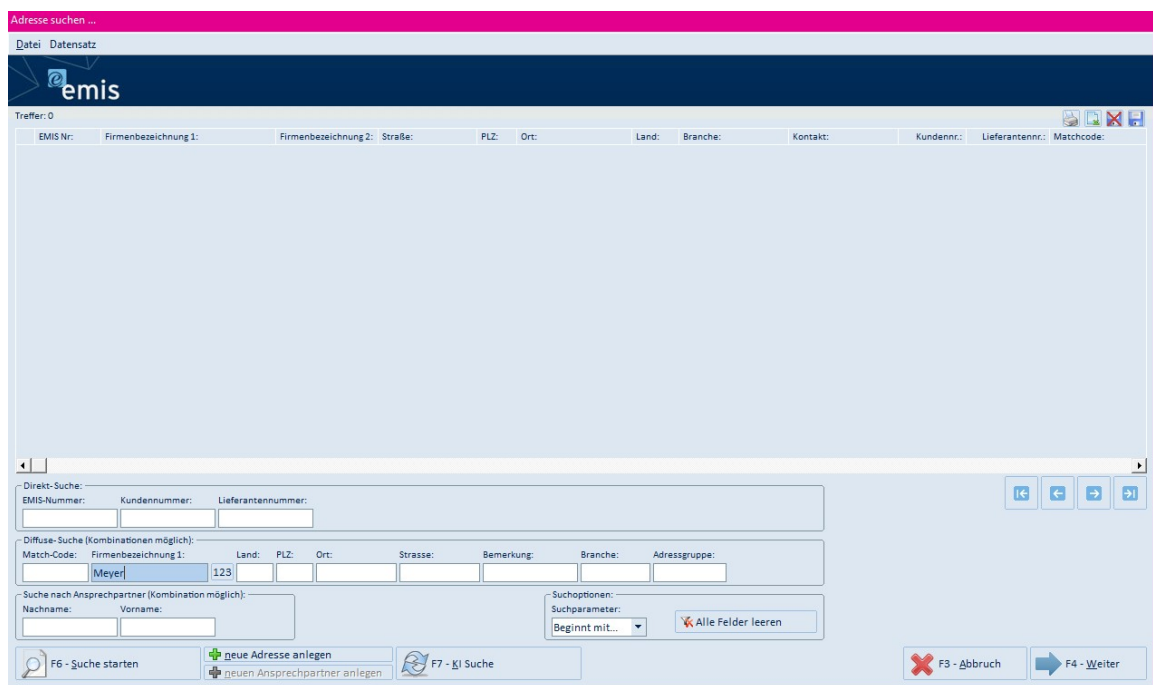 Adresse suchen ...
Datei Datensatz
emis
Treffer: 0
EMIS Nr: Firmenbezeichnung 1: Firmenbezeichnung 2: Straße: PLZ: Ort: Land: Branche: Kontakt: Kundennr.: Lieferantennr.: Matchcode:
Direkt-Suche:
EMIS-Nummer: Kundennummer: Lieferantennummer:
Diffuse-Suche (Kombinationen möglich):
Match-Code: Firmenbezeichnung 1: Land: PLZ: Ort: Strasse: Bemerkung: Branche: Adressgruppe:
Meyer 123
Suche nach Ansprechpartner (Kombination möglich): Suchoptionen:
Nachname: Vorname: Suchparameter:
Beginnt mit... Alle Felder leeren
F6 - Suche starten neue Adresse anlegen F7 - KI Suche F3 - Abbruch F4 - Weiter
neuen Ansprechpartner anlegen